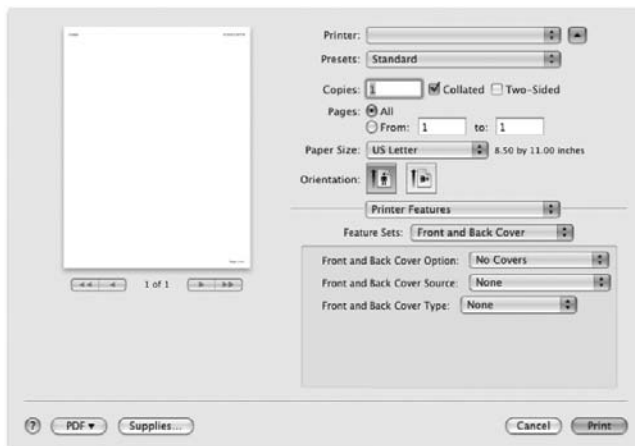 Printer:
Presets: Standard
Copies: 1 Collated Two-Sided
Pages: All
From: 1 to: 1
Paper Size: US Letter 8.50 by 11.00 inches
Orientation:
Printer Features
Feature Sets: Front and Back Cover
Front and Back Cover Option: No Covers
Front and Back Cover Source: None
Front and Back Cover Type: None
1 of 1
? PDF Supplies... Cancel Print